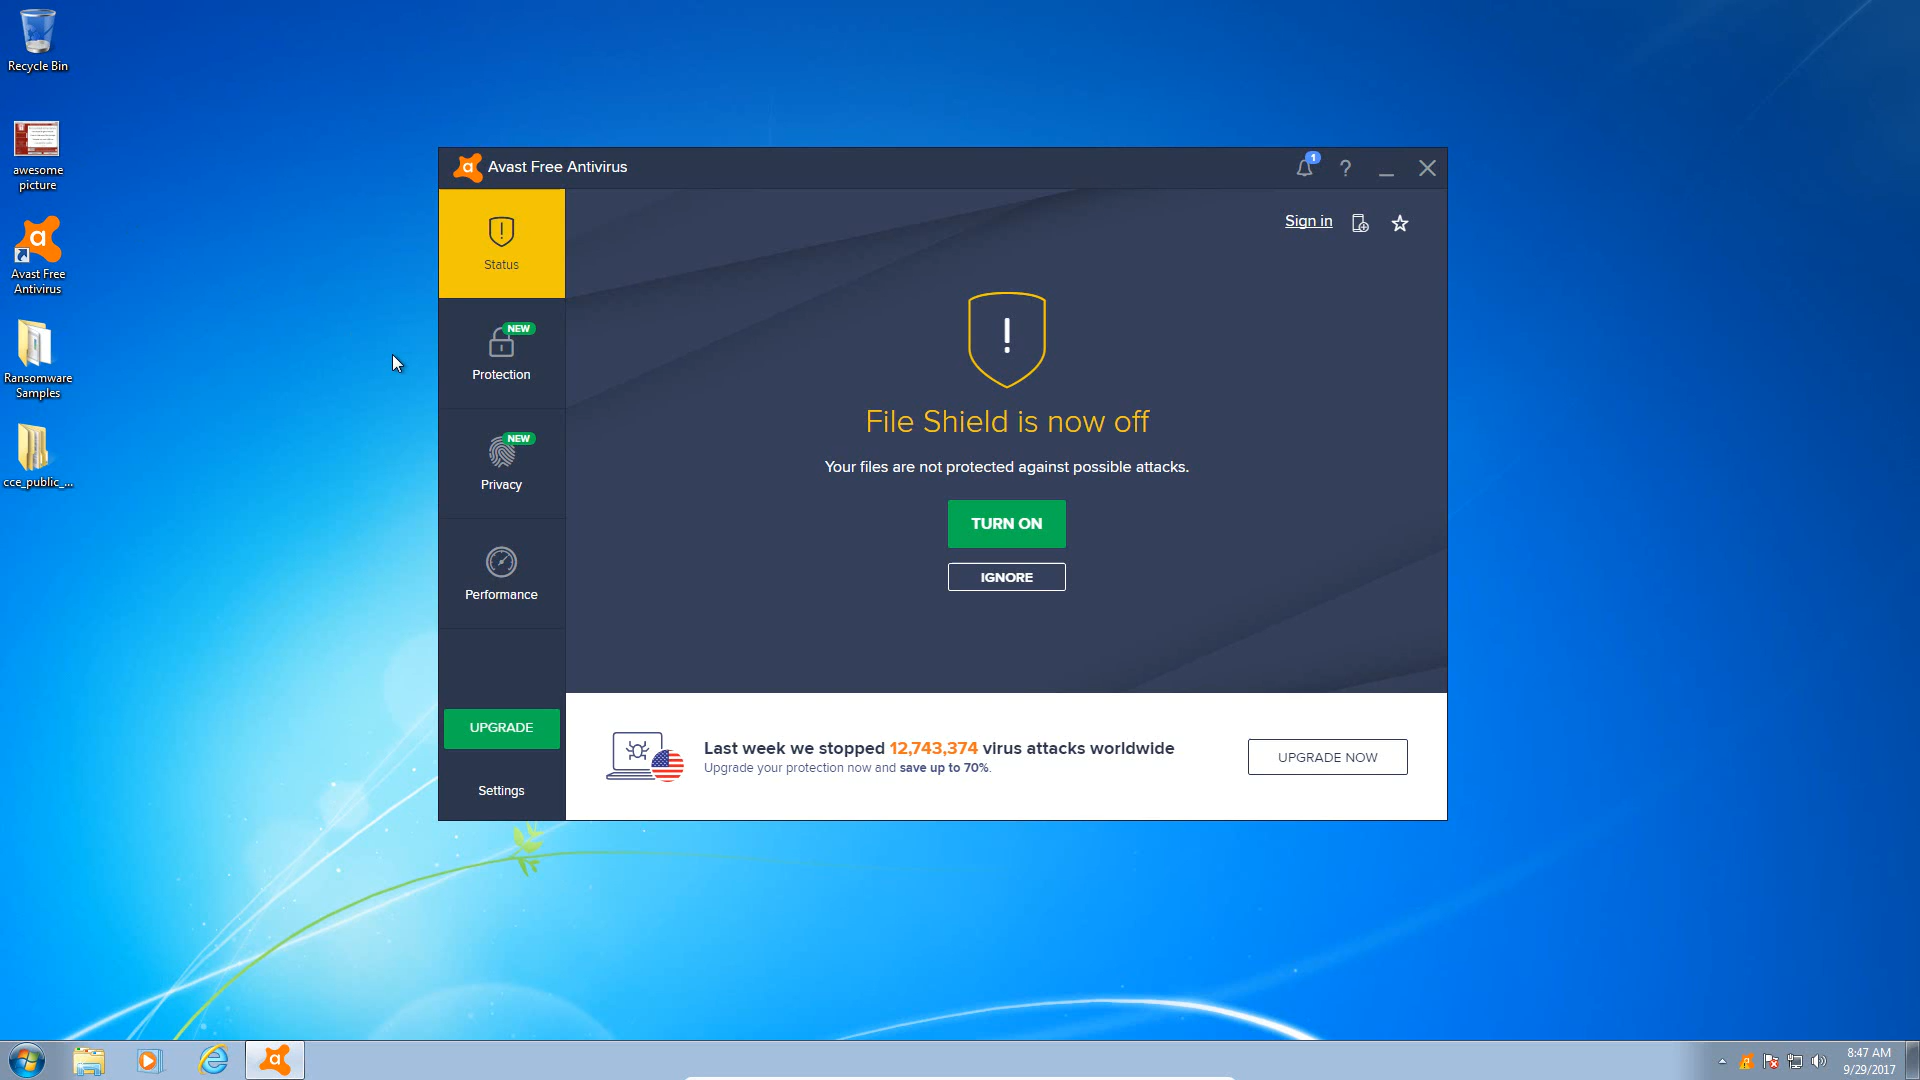 Recycle Bin
awesome
picture
Avast Free
Antivirus
Ransomware
Samples
cce_public_...
Avast Free Antivirus
1
?
Sign in
Status
NEW
Protection
NEW
Privacy
Performance
UPGRADE
Settings
!
File Shield is now off
Your files are not protected against possible attacks.
TURN ON
IGNORE
Last week we stopped 12,743,374 virus attacks worldwide
Upgrade your protection now and save up to 70%.
UPGRADE NOW
8:47 AM
9/29/2017